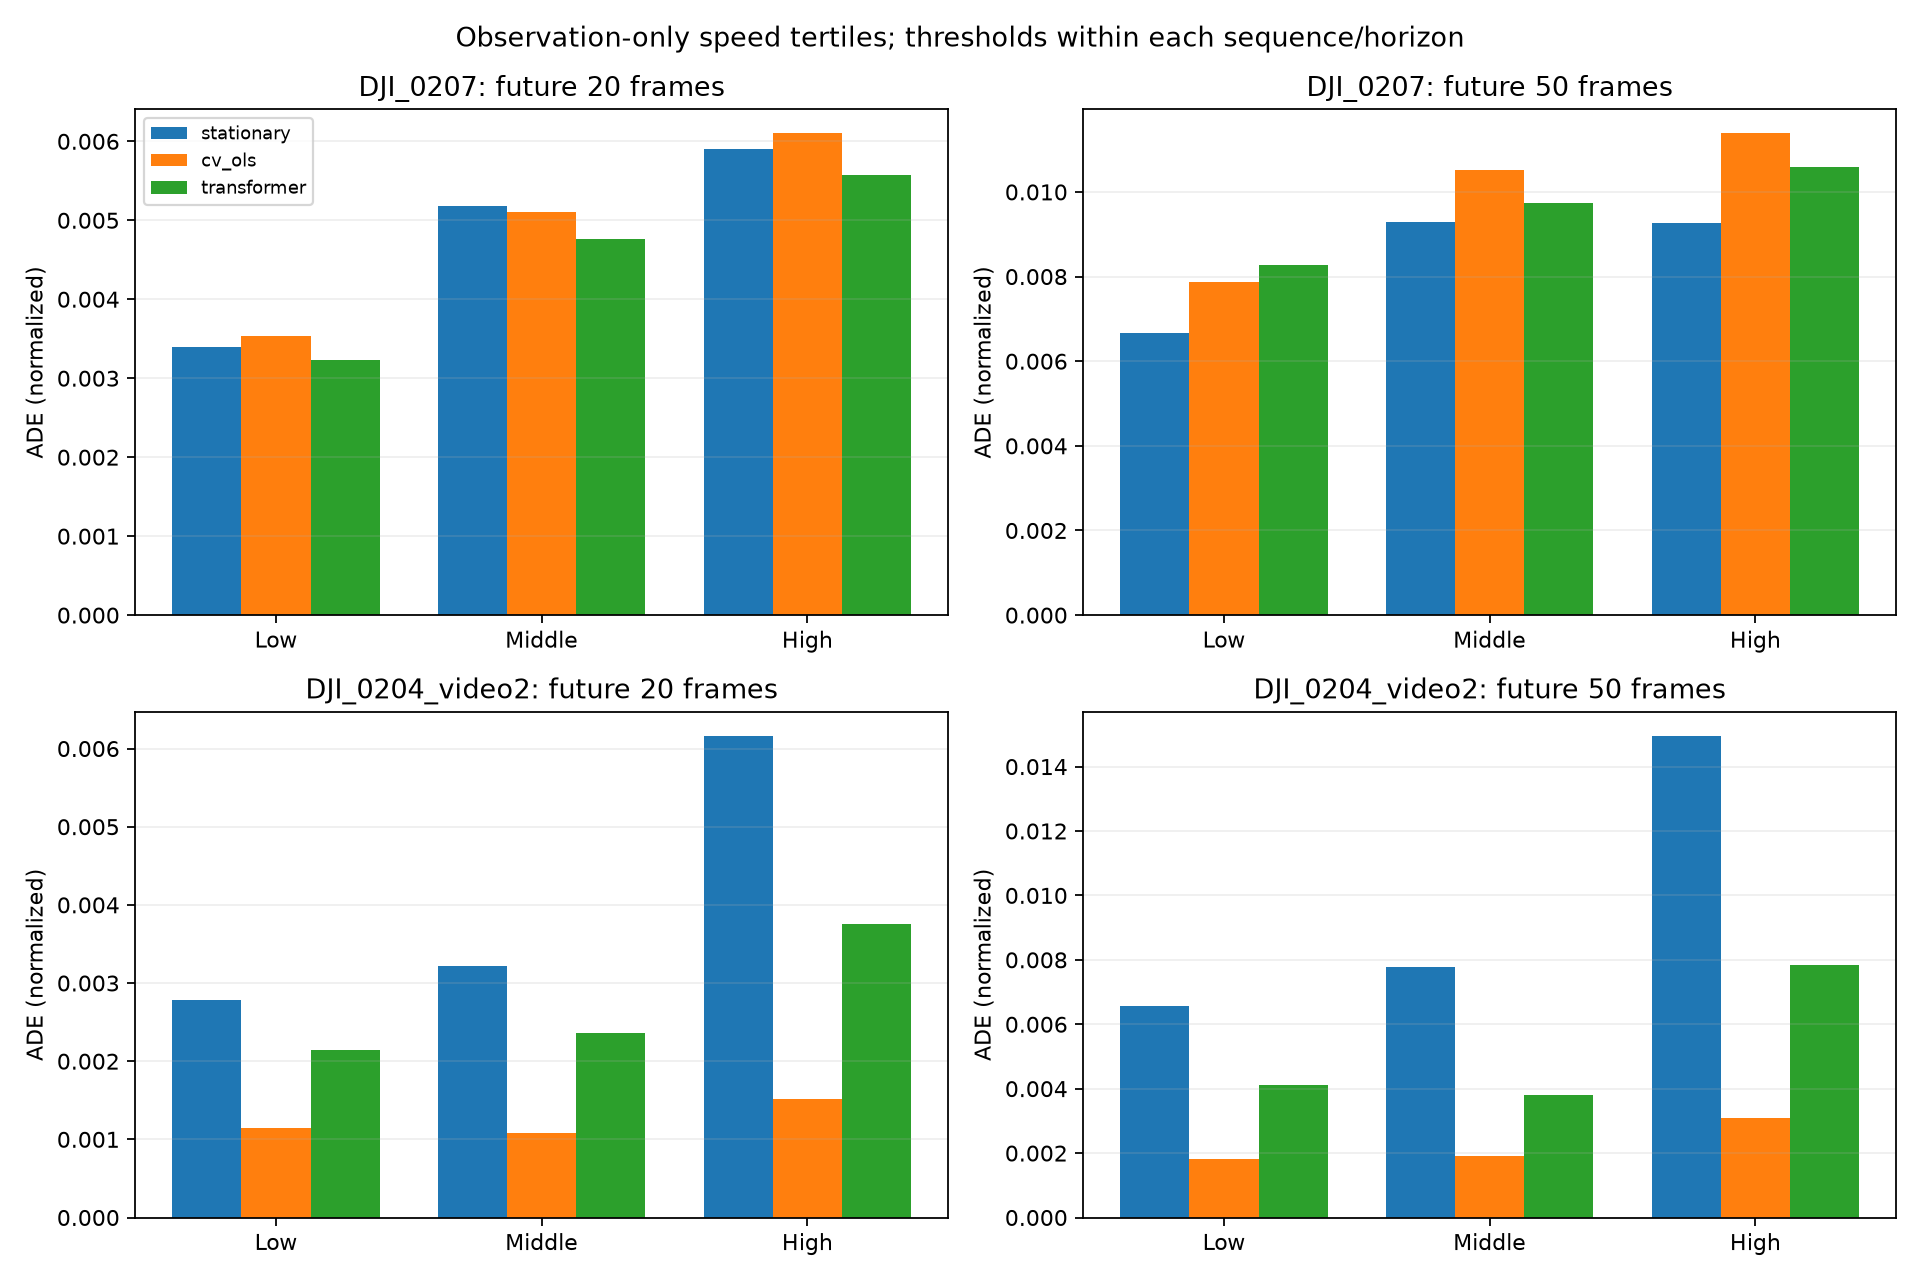 Observation-only speed tertiles; thresholds within each sequence/horizon
DJI_0207: future 20 frames
ADE (normalized)
0.006
0.005
0.004
0.003
0.002
0.001
0.000
stationary
cv_ols
transformer
Low Middle High
DJI_0207: future 50 frames
ADE (normalized)
0.010
0.008
0.006
0.004
0.002
0.000
Low Middle High
DJI_0204_video2: future 20 frames
ADE (normalized)
0.006
0.005
0.004
0.003
0.002
0.001
0.000
Low Middle High
DJI_0204_video2: future 50 frames
ADE (normalized)
0.014
0.012
0.010
0.008
0.006
0.004
0.002
0.000
Low Middle High